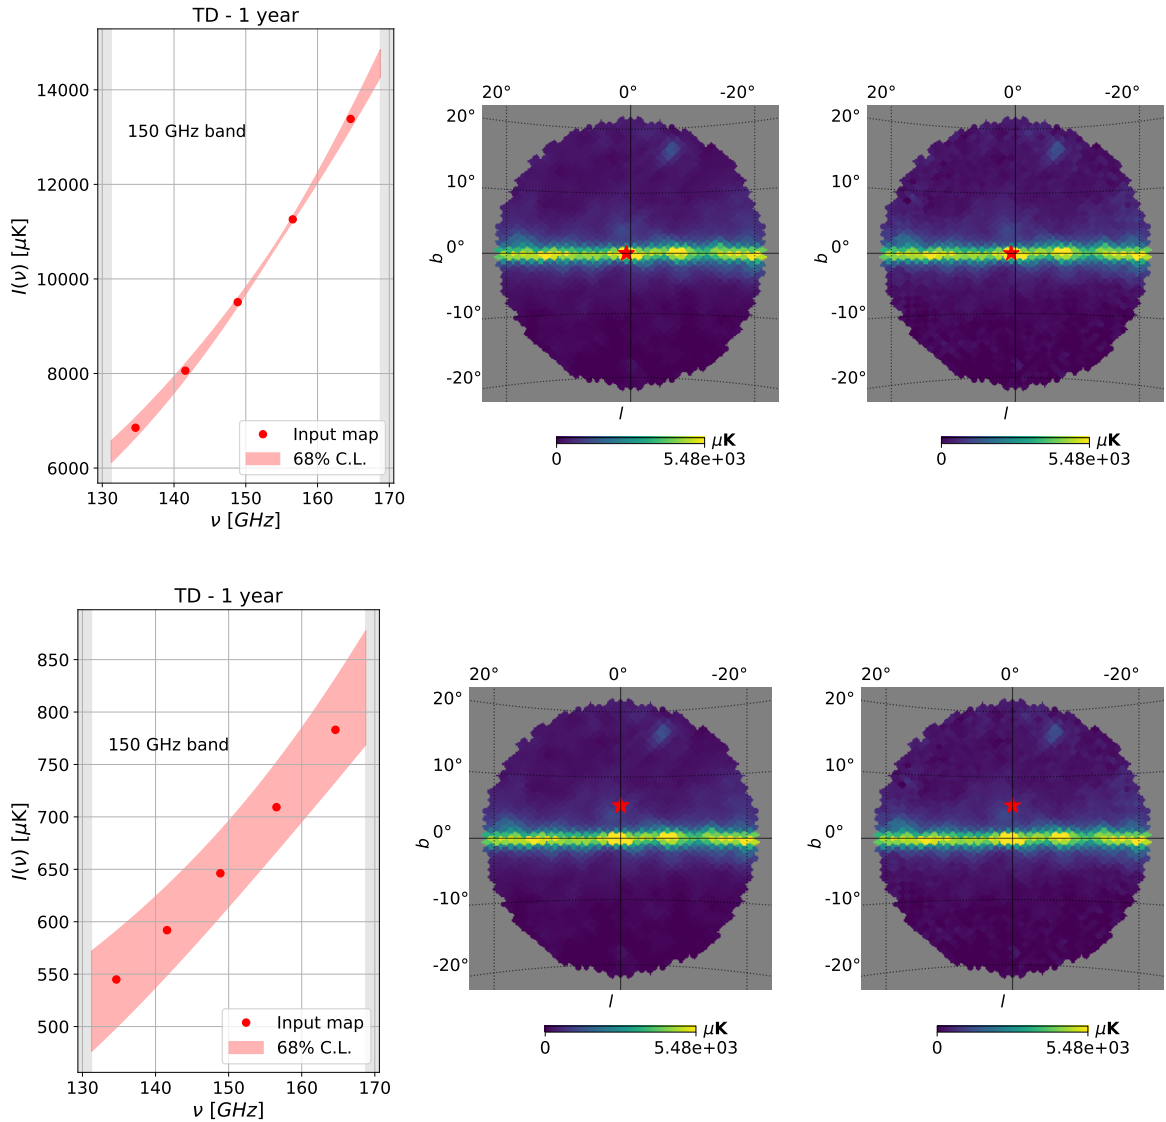 TD - 1 year
14000
12000
10000
8000
6000
I(ν) [μK]
150 GHz band
Input map
68% C.L.
130 140 150 160 170
ν [GHz]
20° 0° -20°
20°
10°
0°
-10°
-20°
b
l
μK
0 5.48e+03
20° 0° -20°
20°
10°
0°
-10°
-20°
b
l
μK
0 5.48e+03
TD - 1 year
850
800
750
700
650
600
550
500
I(ν) [μK]
150 GHz band
Input map
68% C.L.
130 140 150 160 170
ν [GHz]
20° 0° -20°
20°
10°
0°
-10°
-20°
b
l
μK
0 5.48e+03
20° 0° -20°
20°
10°
0°
-10°
-20°
b
l
μK
0 5.48e+03